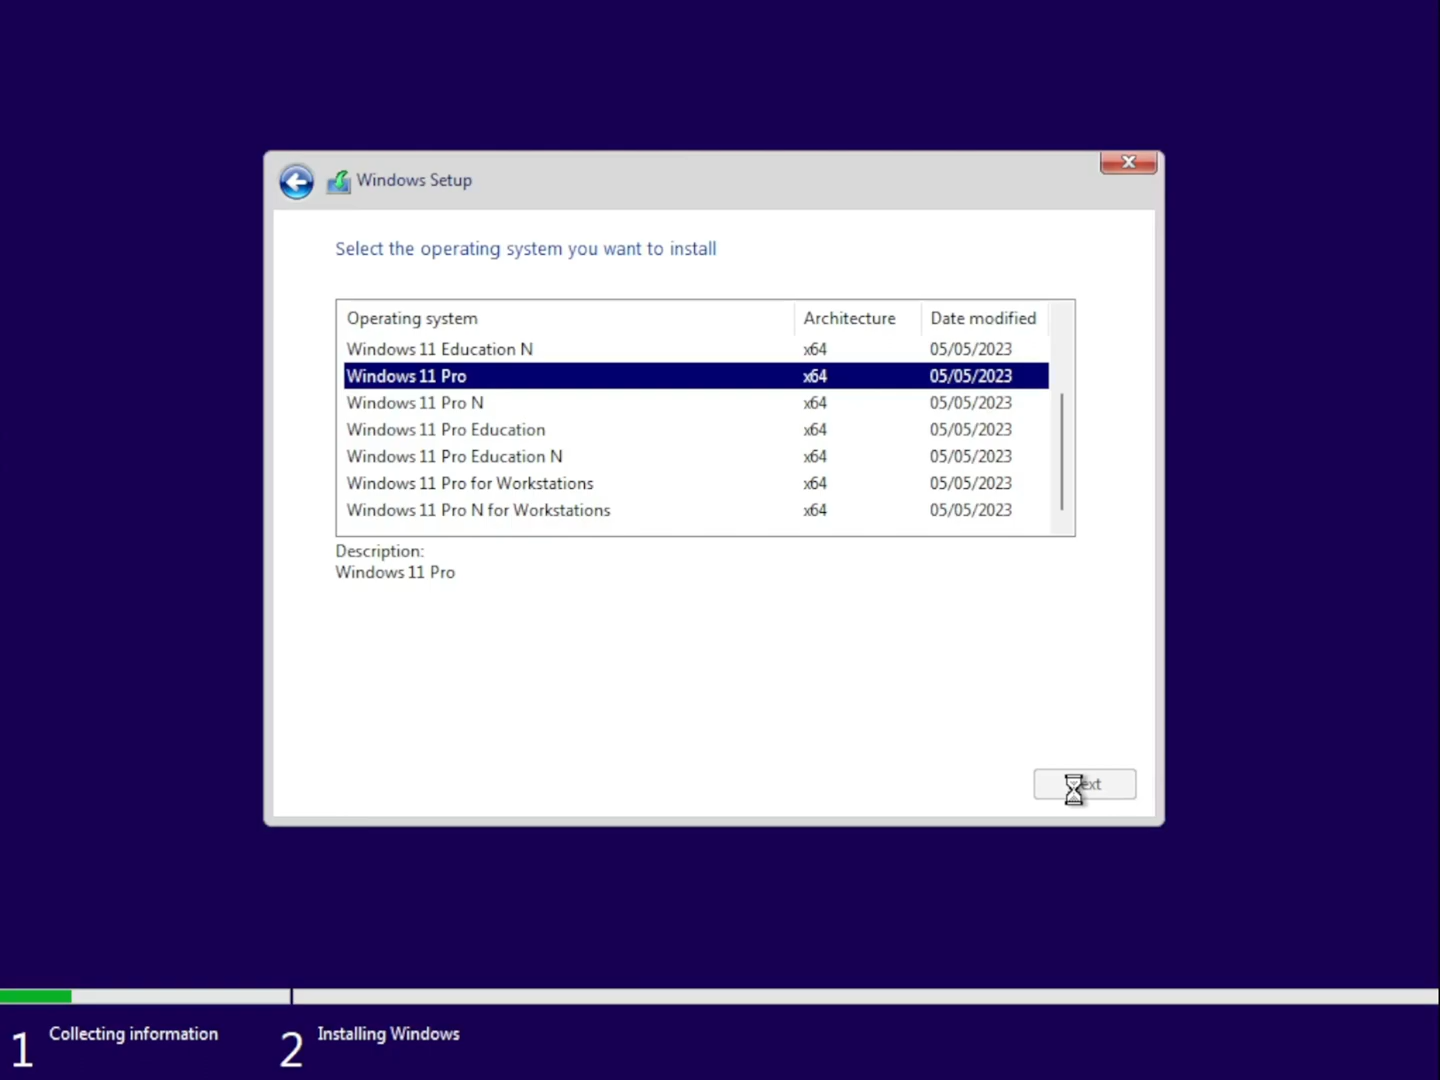 Windows Setup
Select the operating system you want to install
Operating system Architecture Date modified
Windows 11 Education N x64 05/05/2023
Windows 11 Pro x64 05/05/2023
Windows 11 Pro N x64 05/05/2023
Windows 11 Pro Education x64 05/05/2023
Windows 11 Pro Education N x64 05/05/2023
Windows 11 Pro for Workstations x64 05/05/2023
Windows 11 Pro N for Workstations x64 05/05/2023
Description:
Windows 11 Pro
1 Collecting information 2 Installing Windows